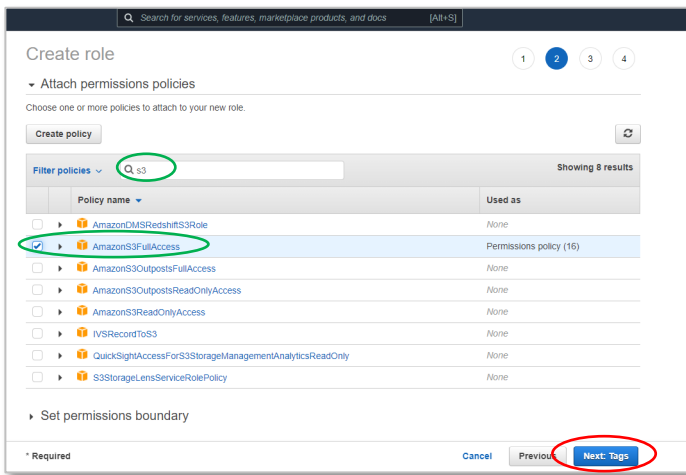 Search for services, features, marketplace products, and docs [Alt+S]
Create role
1 2 3 4
Attach permissions policies
Choose one or more policies to attach to your new role.
Create policy
Filter policies s3 Showing 8 results
Policy name Used as
AmazonDMSRedshiftS3Role None
AmazonS3FullAccess Permissions policy (16)
AmazonS3OutpostsFullAccess None
AmazonS3OutpostsReadOnlyAccess None
AmazonS3ReadOnlyAccess None
IVSRecordToS3 None
QuickSightAccessForS3StorageManagementAnalyticsReadOnly None
S3StorageLensServiceRolePolicy None
Set permissions boundary
* Required Cancel Previous Next: Tags